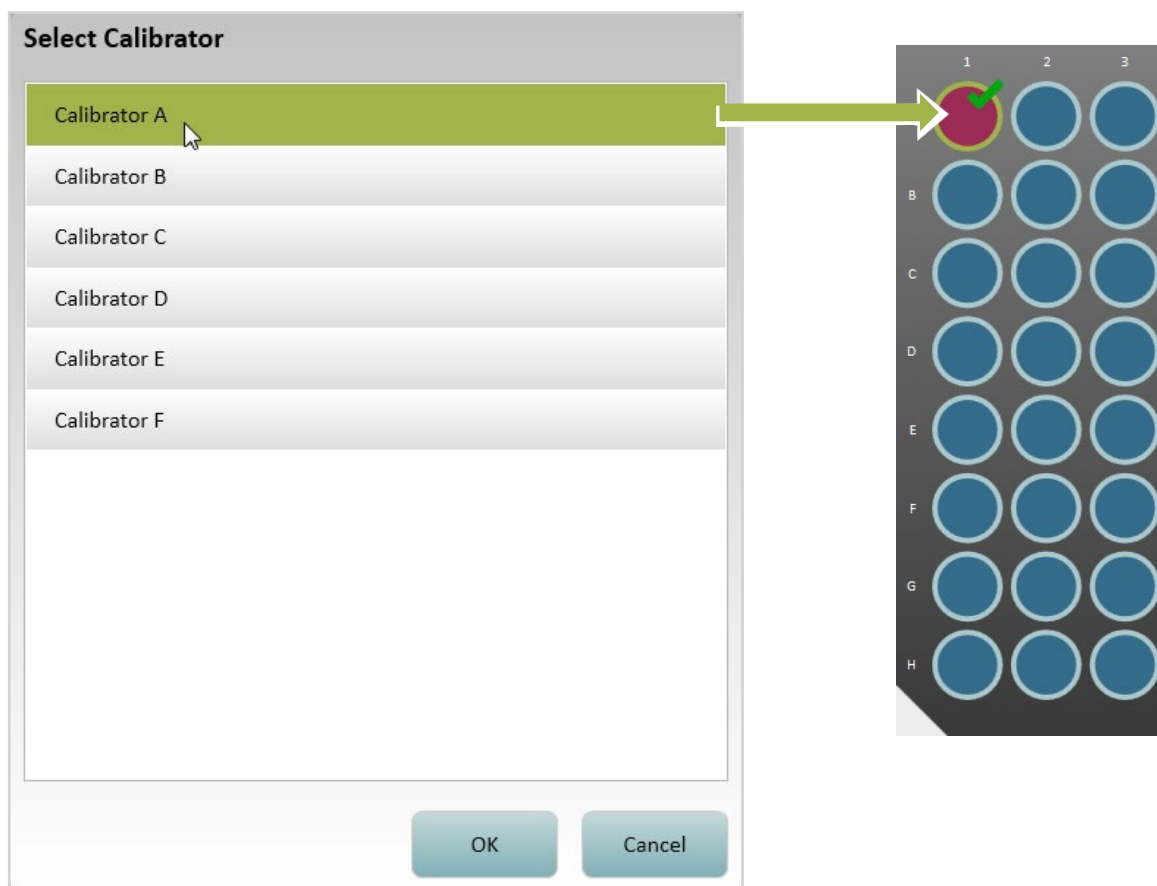 Select Calibrator
Calibrator A
Calibrator B
Calibrator C
Calibrator D
Calibrator E
Calibrator F
OK Cancel
1 2 3
B
C
D
E
F
G
H